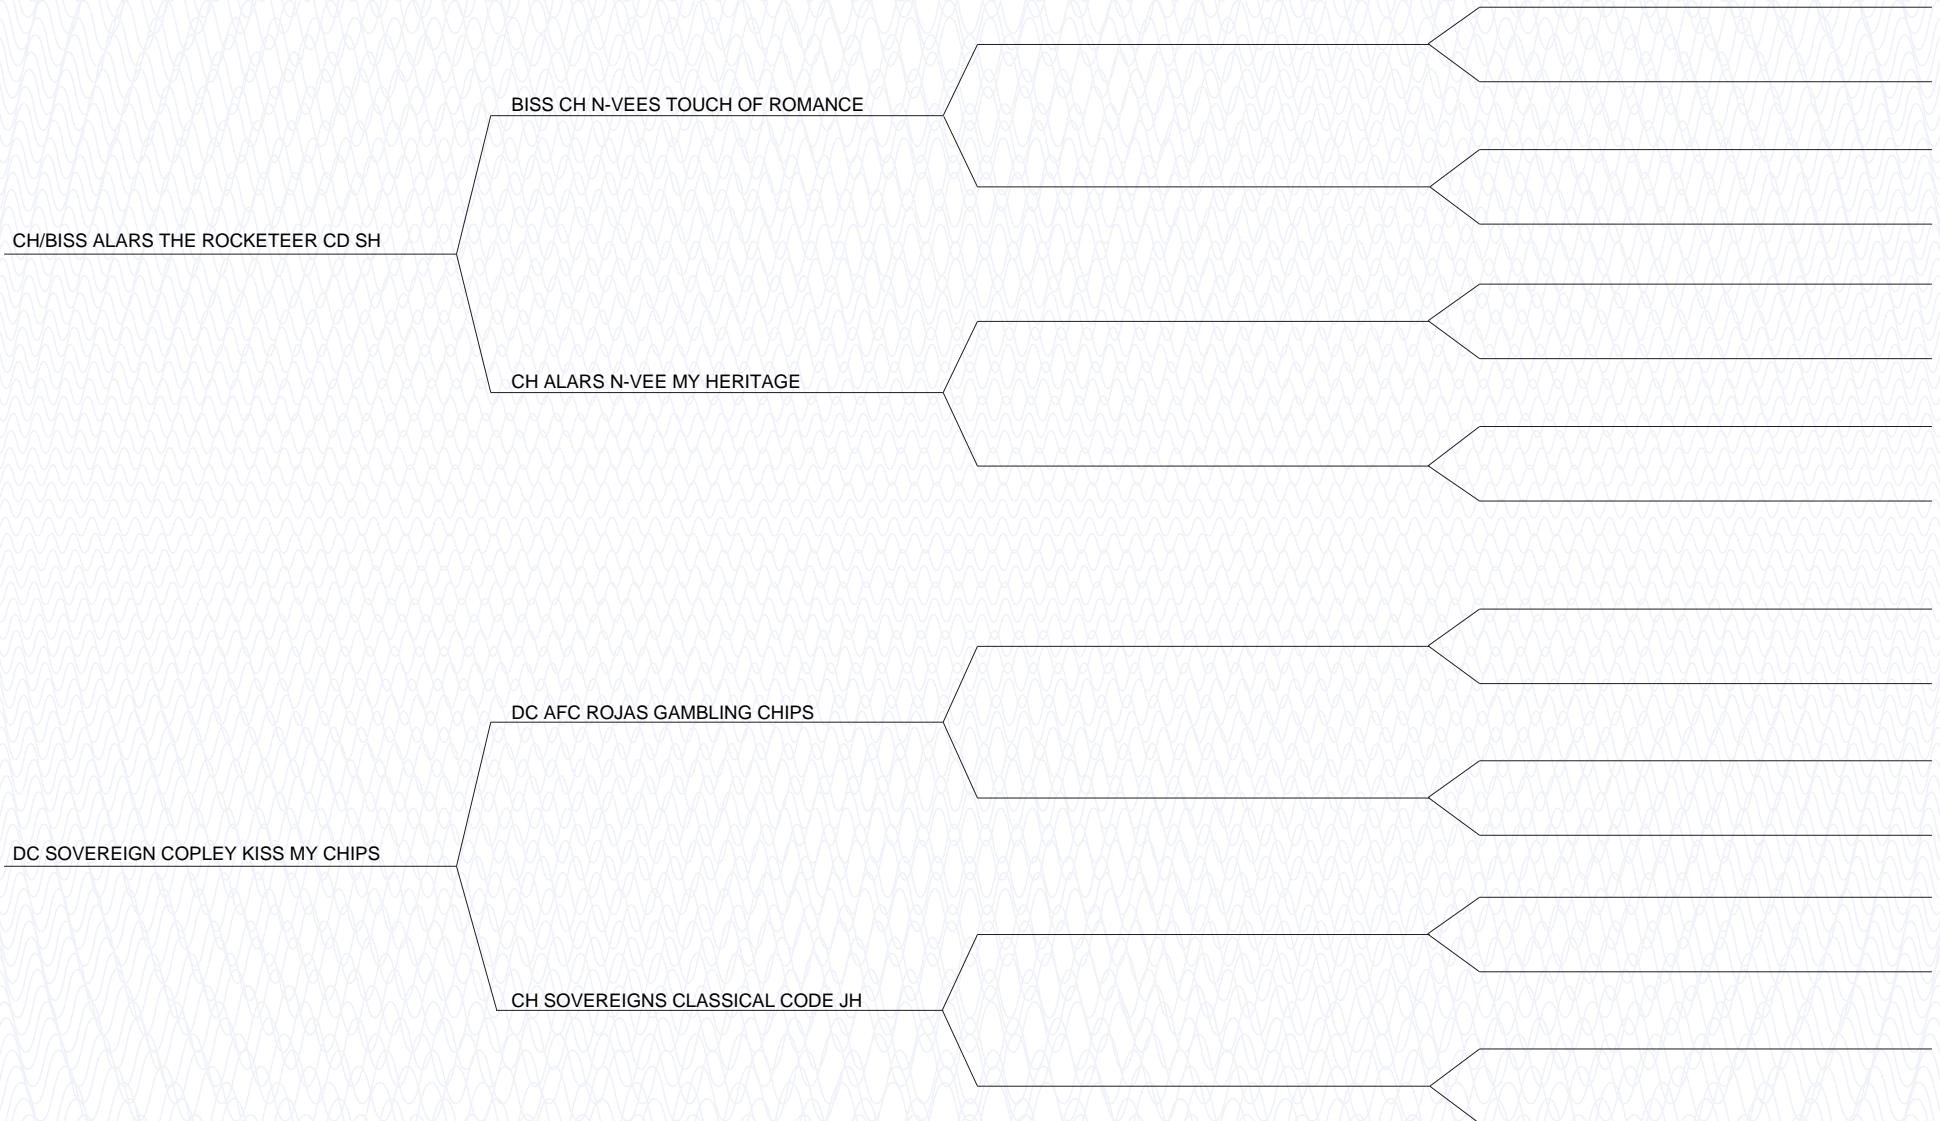 BISS CH N-VEES TOUCH OF ROMANCE
CH/BISS ALARS THE ROCKETEER CD SH
CH ALARS N-VEE MY HERITAGE
DC AFC ROJAS GAMBLING CHIPS
DC SOVEREIGN COPLEY KISS MY CHIPS
CH SOVEREIGNS CLASSICAL CODE JH